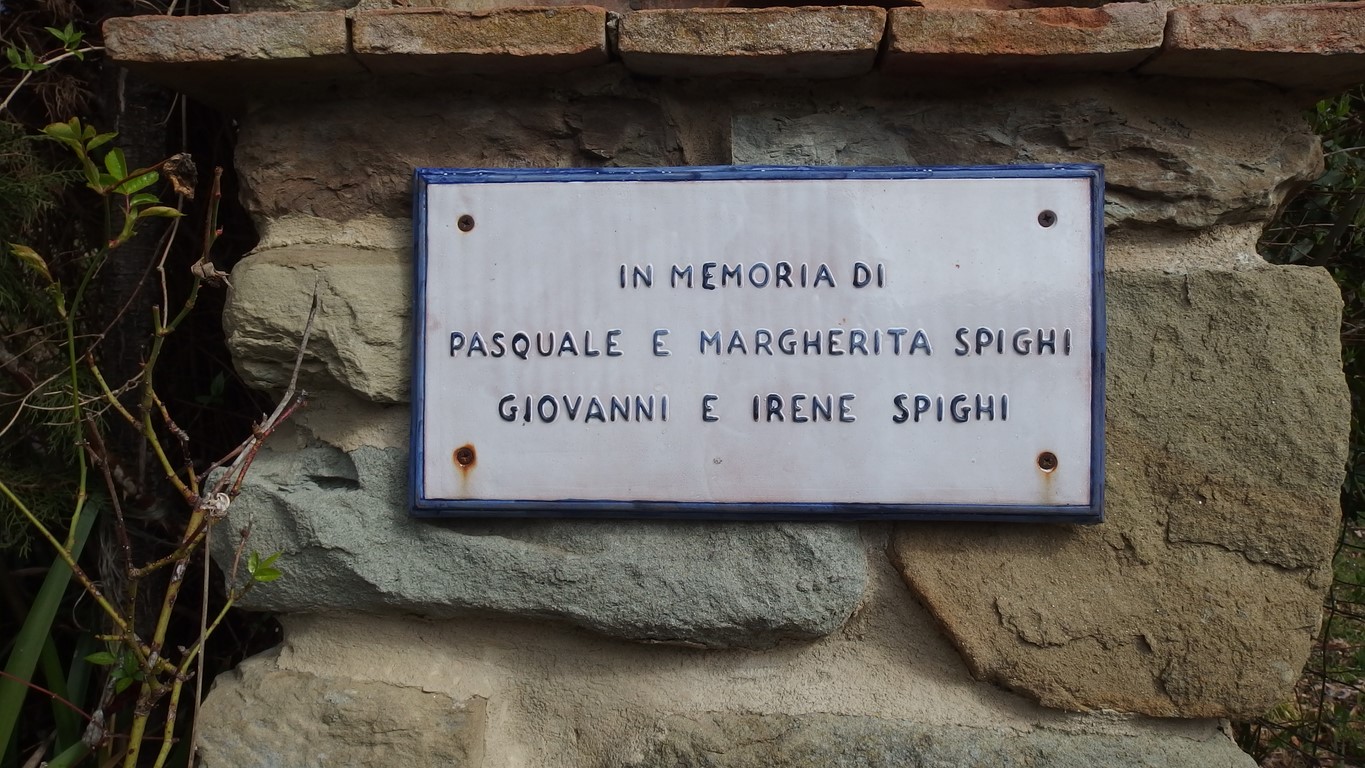 IN MEMORIA DI
PASQUALE E MARGHERITA SPIGHI
GIOVANNI E IRENE SPIGHI